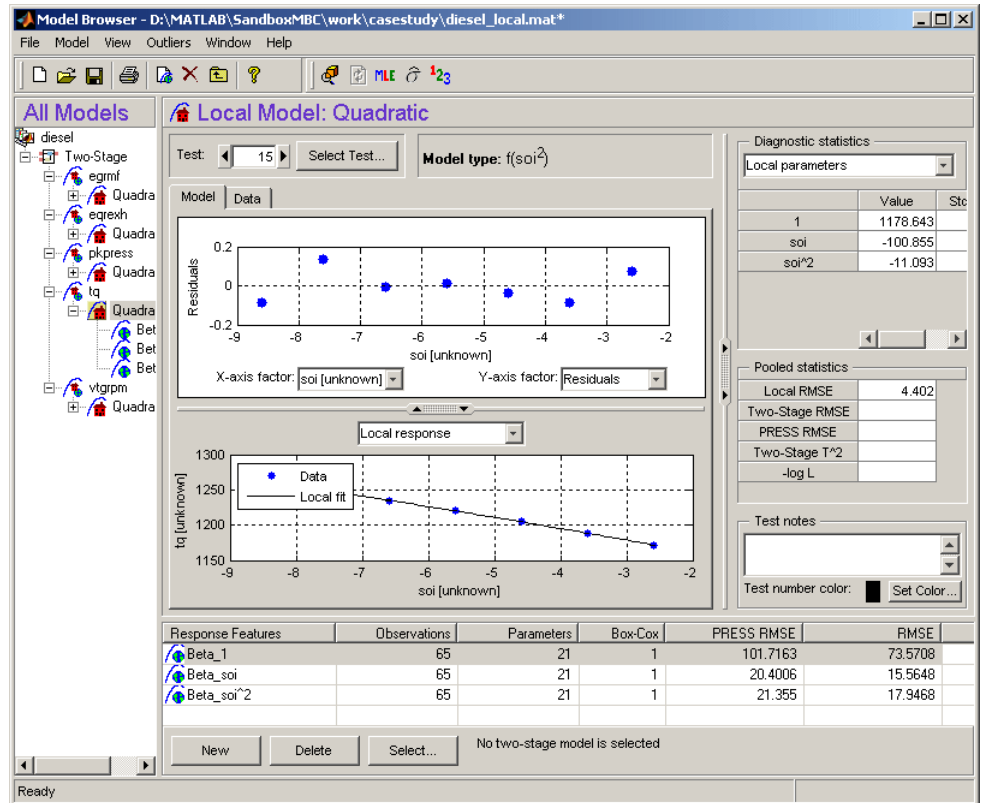 Model Browser - D:\MATLAB\SandboxMBC\work\casestudy\diesel_local.mat*
File Model View Outliers Window Help
MLE σ̂ 123
All Models
diesel
Two-Stage
egrmf
Quadra
eqrexh
Quadra
pkpress
Quadra
tq
Quadra
Bet
Bet
Bet
vtgrpm
Quadra
Local Model: Quadratic
Test: 15 Select Test...
Model type: f(soi2)
Model Data
0.2
0
-0.2
Residuals
-9 -8 -7 -6 -5 -4 -3 -2
soi [unknown]
X-axis factor: soi [unknown] Y-axis factor: Residuals
Local response
1300
1250
1200
1150
tq [unknown]
Data
Local fit
-9 -8 -7 -6 -5 -4 -3 -2
soi [unknown]
Diagnostic statistics
Local parameters
Value Stc
1 1178.643
soi -100.855
soi^2 -11.093
Pooled statistics
Local RMSE 4.402
Two-Stage RMSE
PRESS RMSE
Two-Stage T^2
-log L
Test notes
Test number color: Set Color...
Response Features Observations Parameters Box-Cox PRESS RMSE RMSE
Beta_1 65 21 1 101.7163 73.5708
Beta_soi 65 21 1 20.4006 15.5648
Beta_soi^2 65 21 1 21.355 17.9468
New Delete Select... No two-stage model is selected
Ready